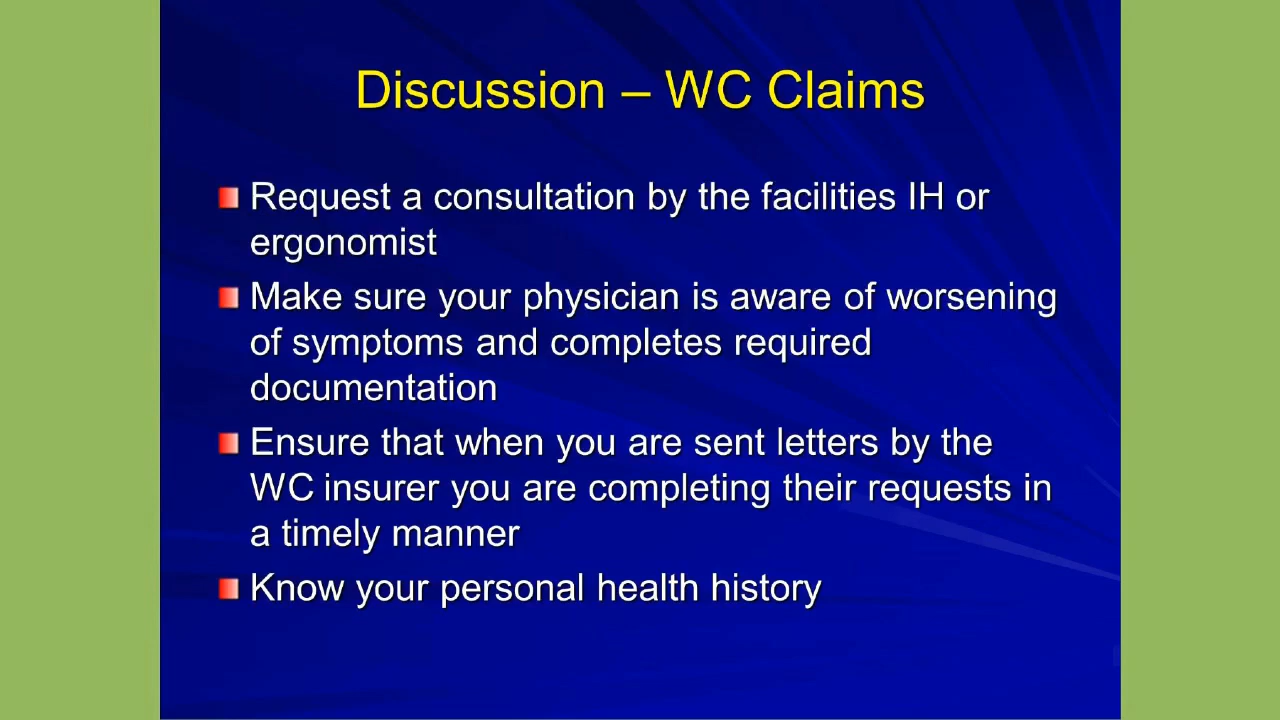 Discussion – WC Claims
Request a consultation by the facilities IH or
ergonomist
Make sure your physician is aware of worsening
of symptoms and completes required
documentation
Ensure that when you are sent letters by the
WC insurer you are completing their requests in
a timely manner
Know your personal health history